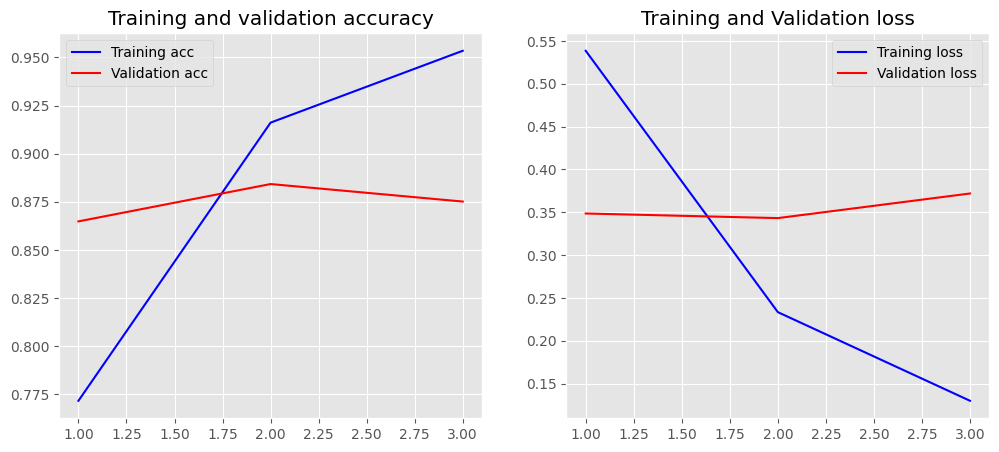 Training and validation accuracy
Training acc
Validation acc
0.950
0.925
0.900
0.875
0.850
0.825
0.800
0.775
1.00 1.25 1.50 1.75 2.00 2.25 2.50 2.75 3.00
Training and Validation loss
Training loss
Validation loss
0.55
0.50
0.45
0.40
0.35
0.30
0.25
0.20
0.15
1.00 1.25 1.50 1.75 2.00 2.25 2.50 2.75 3.00